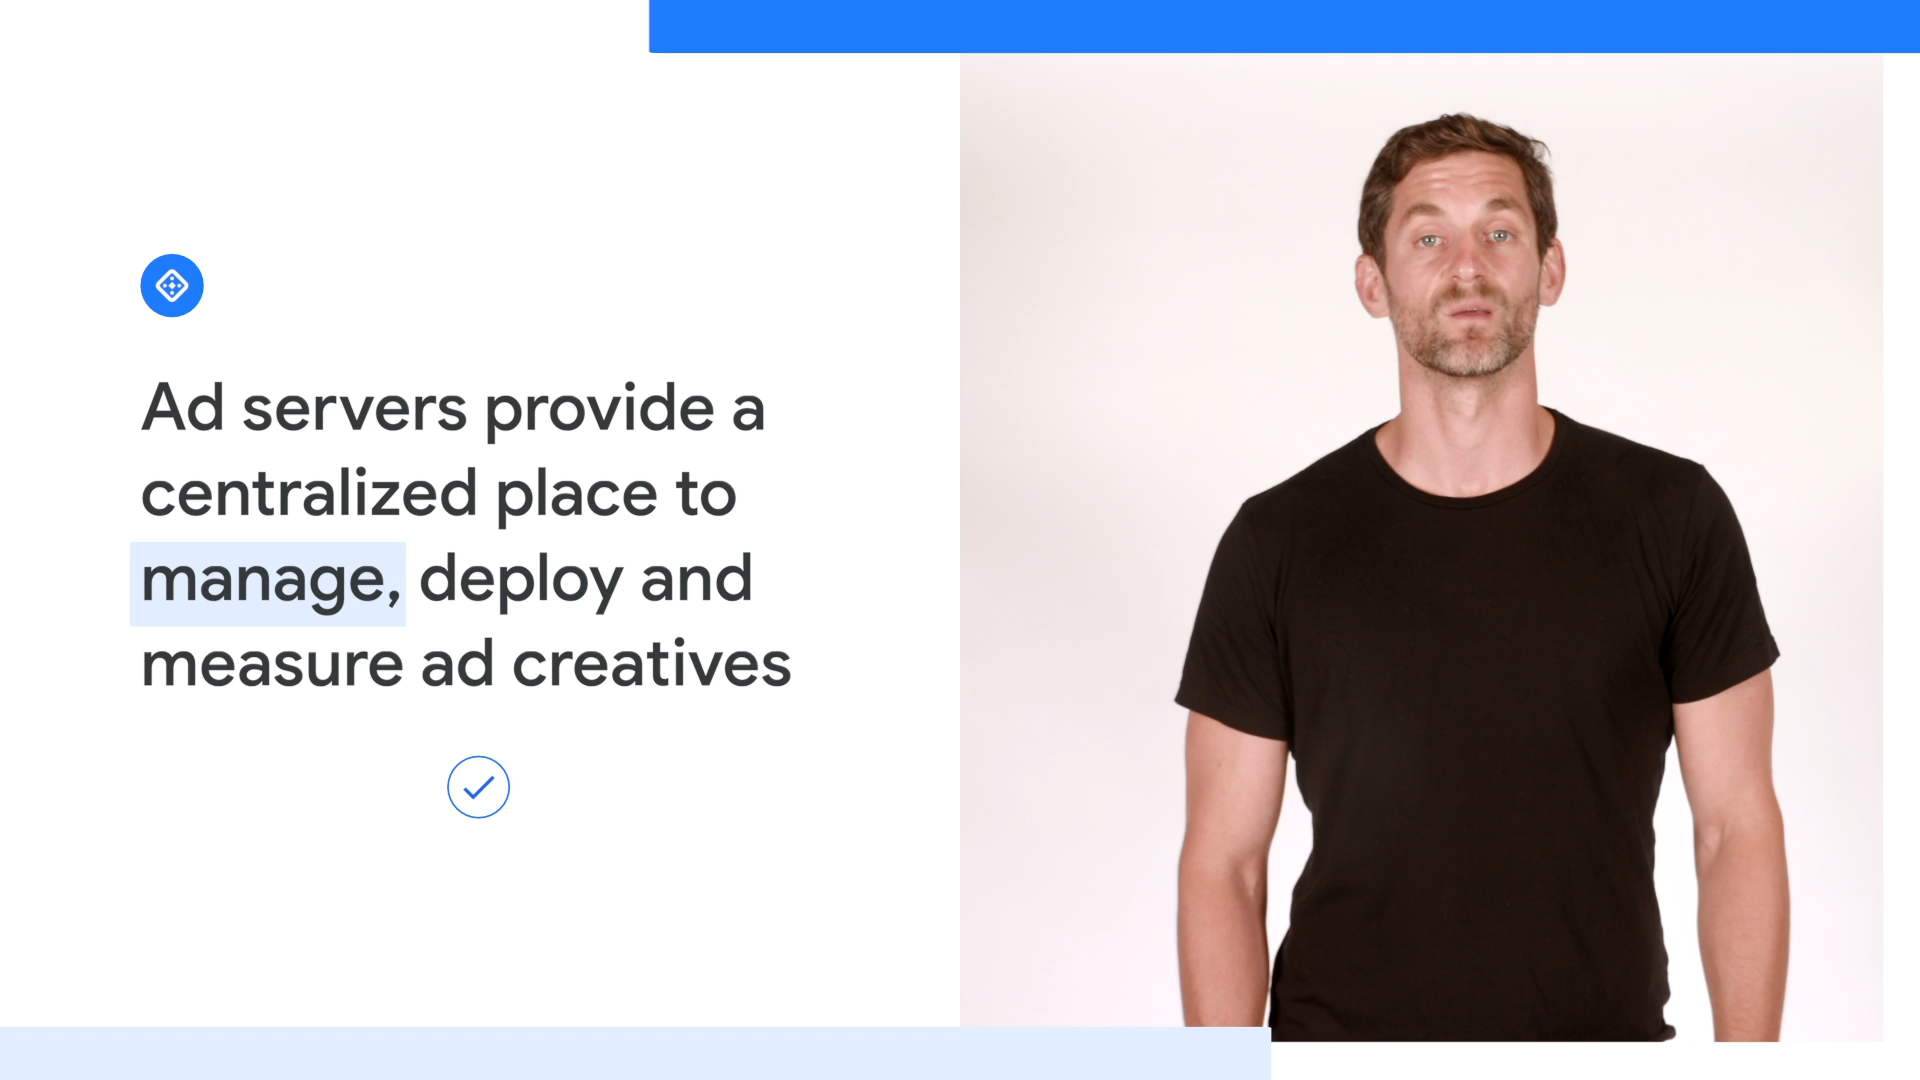 Ad servers provide a
centralized place to
manage, deploy and
measure ad creatives